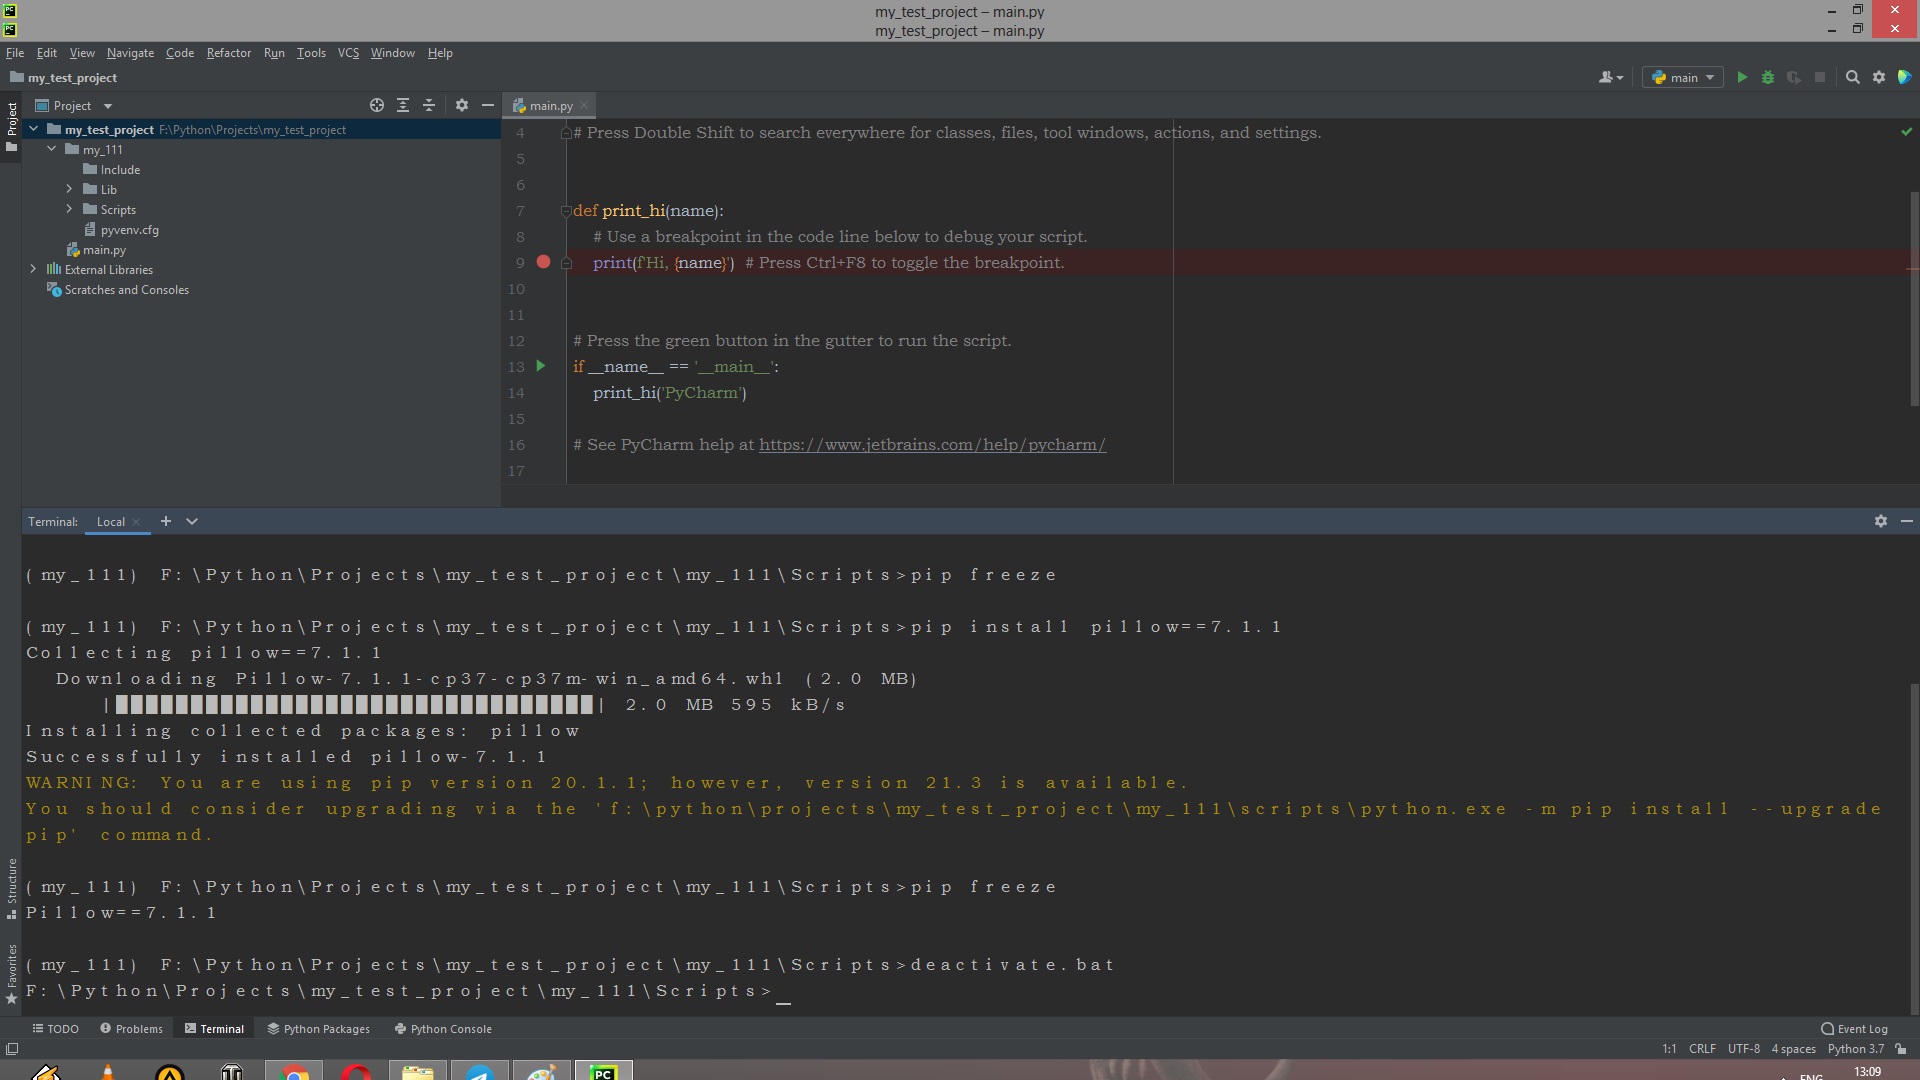 my_test_project – main.py
my_test_project – main.py
File Edit View Navigate Code Refactor Run Tools VCS Window Help
my_test_project
main
Project
Project
main.py
my_test_project F:\Python\Projects\my_test_project
my_111
Include
Lib
Scripts
pyvenv.cfg
main.py
External Libraries
Scratches and Consoles
4 # Press Double Shift to search everywhere for classes, files, tool windows, actions, and settings.
5
6
7 def print_hi(name):
8 # Use a breakpoint in the code line below to debug your script.
9 print(f'Hi, {name}') # Press Ctrl+F8 to toggle the breakpoint.
10
11
12 # Press the green button in the gutter to run the script.
13 if __name__ == '__main__':
14 print_hi('PyCharm')
15
16 # See PyCharm help at https://www.jetbrains.com/help/pycharm/
17
Terminal: Local
(my_111) F:\Python\Projects\my_test_project\my_111\Scripts>pip freeze
(my_111) F:\Python\Projects\my_test_project\my_111\Scripts>pip install pillow==7.1.1
Collecting pillow==7.1.1
Downloading Pillow-7.1.1-cp37-cp37m-win_amd64.whl (2.0 MB)
| 2.0 MB 595 kB/s
Installing collected packages: pillow
Successfully installed pillow-7.1.1
WARNING: You are using pip version 20.1.1; however, version 21.3 is available.
You should consider upgrading via the 'f:\python\projects\my_test_project\my_111\scripts\python.exe -m pip install --upgrade
pip' command.
(my_111) F:\Python\Projects\my_test_project\my_111\Scripts>pip freeze
Pillow==7.1.1
(my_111) F:\Python\Projects\my_test_project\my_111\Scripts>deactivate.bat
F:\Python\Projects\my_test_project\my_111\Scripts>
Structure
Favorites
TODO Problems Terminal Python Packages Python Console Event Log
1:1 CRLF UTF-8 4 spaces Python 3.7
PC
ENG
13:09